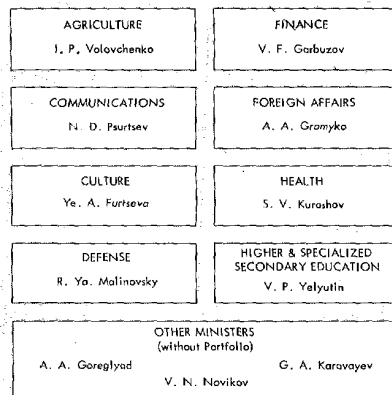 AGRICULTURE
I. P. Volovchenko
FINANCE
V. F. Garbuzov
COMMUNICATIONS
N. D. Psurtsev
FOREIGN AFFAIRS
A. A. Gromyko
CULTURE
Ye. A. Furtseva
HEALTH
S. V. Kurashov
DEFENSE
R. Ya. Malinovsky
HIGHER & SPECIALIZED
SECONDARY EDUCATION
V. P. Yelyutin
OTHER MINISTERS
(without Portfolio)
A. A. Goreglyad
G. A. Karavayev
V. N. Novikov